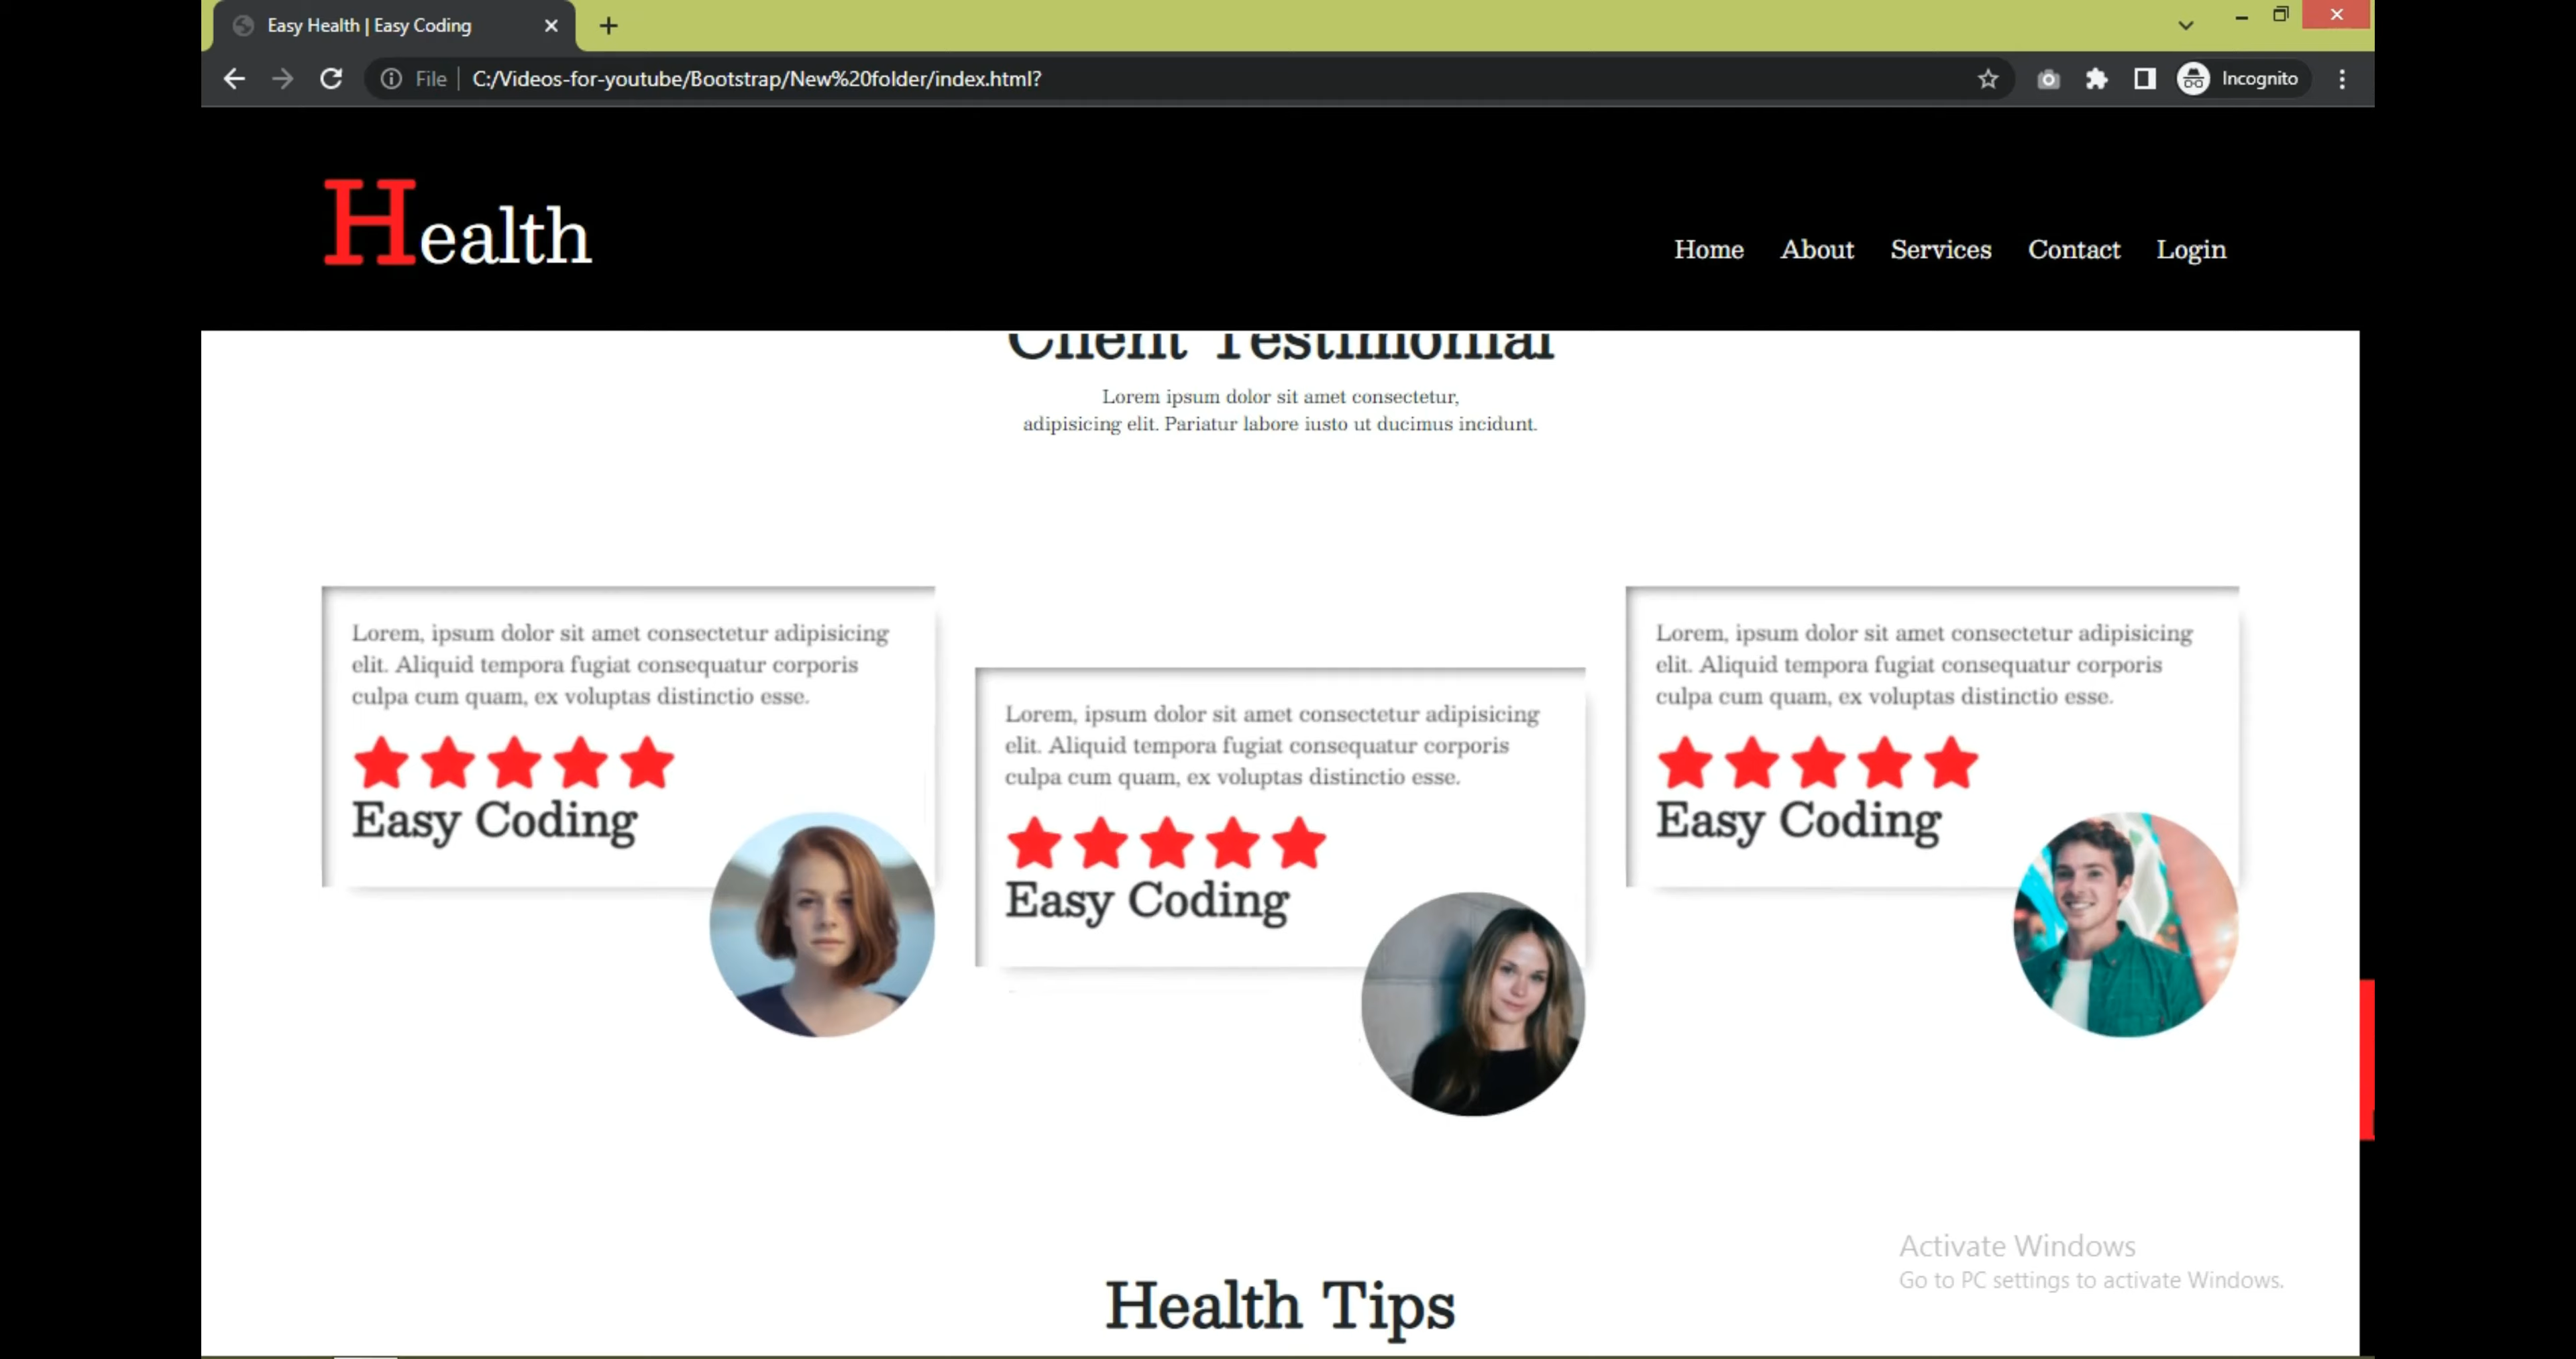 Easy Health | Easy Coding
File
C:/Videos-for-youtube/Bootstrap/New%20folder/index.html?
Incognito
Health
Home About Services Contact Login
Client Testimonial
Lorem ipsum dolor sit amet consectetur,
adipisicing elit. Pariatur labore iusto ut ducimus incidunt.
Lorem, ipsum dolor sit amet consectetur adipisicing
elit. Aliquid tempora fugiat consequatur corporis
culpa cum quam, ex voluptas distinctio esse.
Easy Coding
Lorem, ipsum dolor sit amet consectetur adipisicing
elit. Aliquid tempora fugiat consequatur corporis
culpa cum quam, ex voluptas distinctio esse.
Easy Coding
Lorem, ipsum dolor sit amet consectetur adipisicing
elit. Aliquid tempora fugiat consequatur corporis
culpa cum quam, ex voluptas distinctio esse.
Easy Coding
Activate Windows
Go to PC settings to activate Windows.
Health Tips